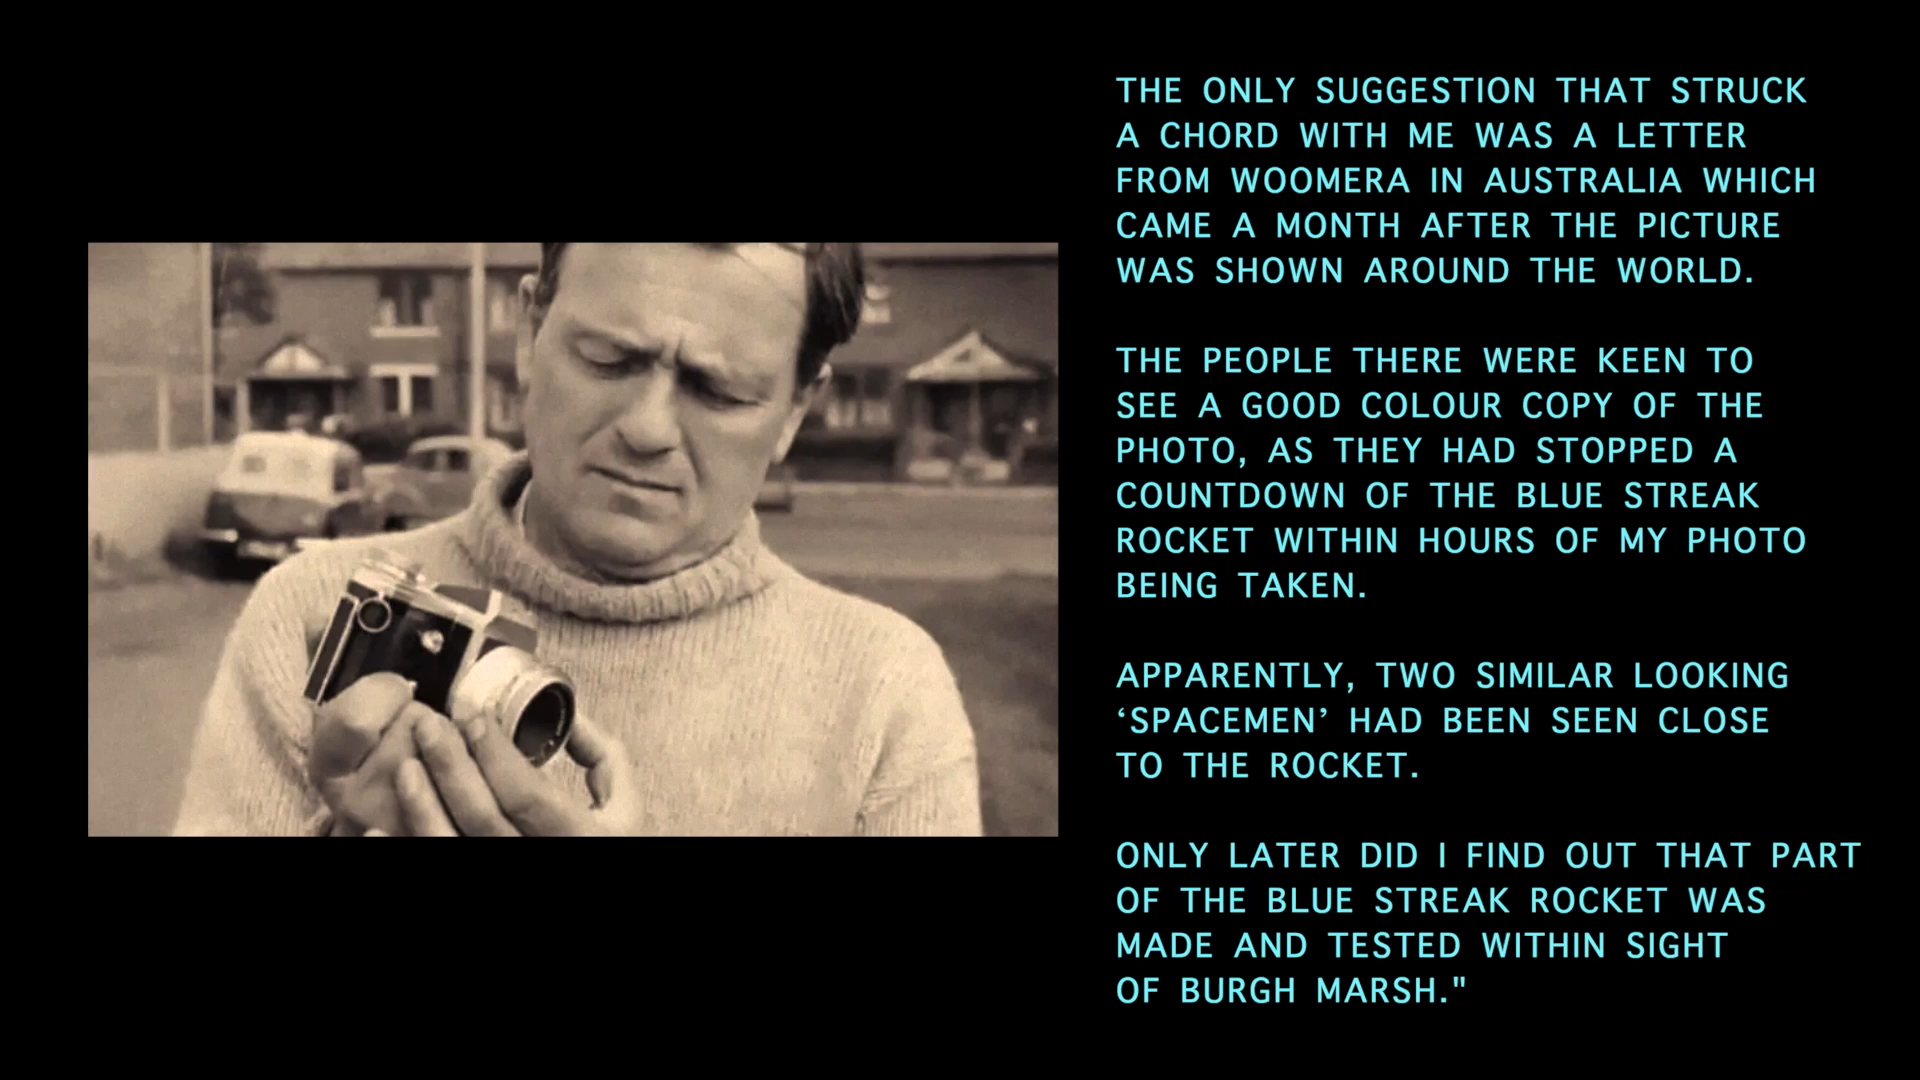 THE ONLY SUGGESTION THAT STRUCK
A CHORD WITH ME WAS A LETTER
FROM WOOMERA IN AUSTRALIA WHICH
CAME A MONTH AFTER THE PICTURE
WAS SHOWN AROUND THE WORLD.
THE PEOPLE THERE WERE KEEN TO
SEE A GOOD COLOUR COPY OF THE
PHOTO, AS THEY HAD STOPPED A
COUNTDOWN OF THE BLUE STREAK
ROCKET WITHIN HOURS OF MY PHOTO
BEING TAKEN.
APPARENTLY, TWO SIMILAR LOOKING
‘SPACEMEN’ HAD BEEN SEEN CLOSE
TO THE ROCKET.
ONLY LATER DID I FIND OUT THAT PART
OF THE BLUE STREAK ROCKET WAS
MADE AND TESTED WITHIN SIGHT
OF BURGH MARSH."